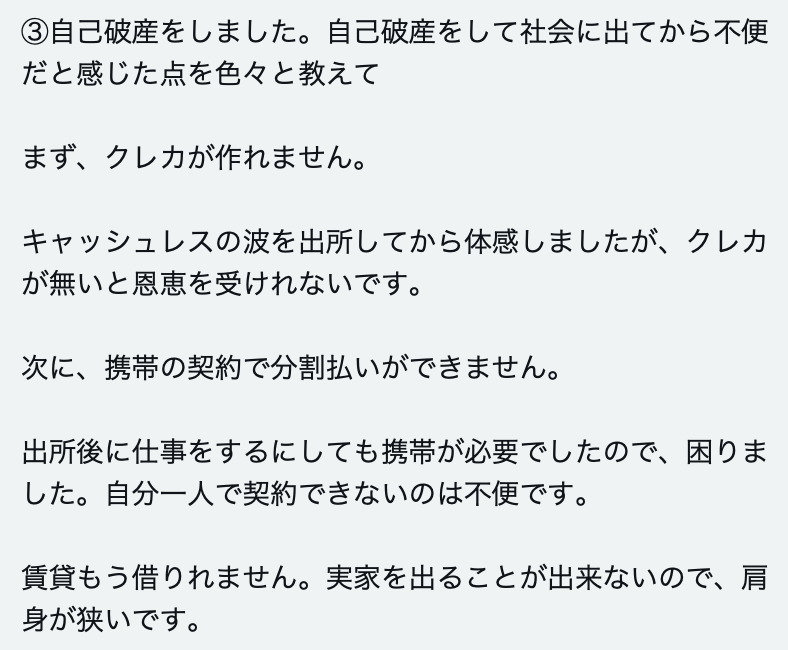 ③自己破産をしました。自己破産をして社会に出てから不便
だと感じた点を色々と教えて
まず、クレカが作れません。
キャッシュレスの波を出所してから体感しましたが、クレカ
が無いと恩恵を受けれないです。
次に、携帯の契約で分割払いができません。
出所後に仕事をするにしても携帯が必要でしたので、困りま
した。自分一人で契約できないのは不便です。
賃貸もう借りれません。実家を出ることが出来ないので、肩
身が狭いです。